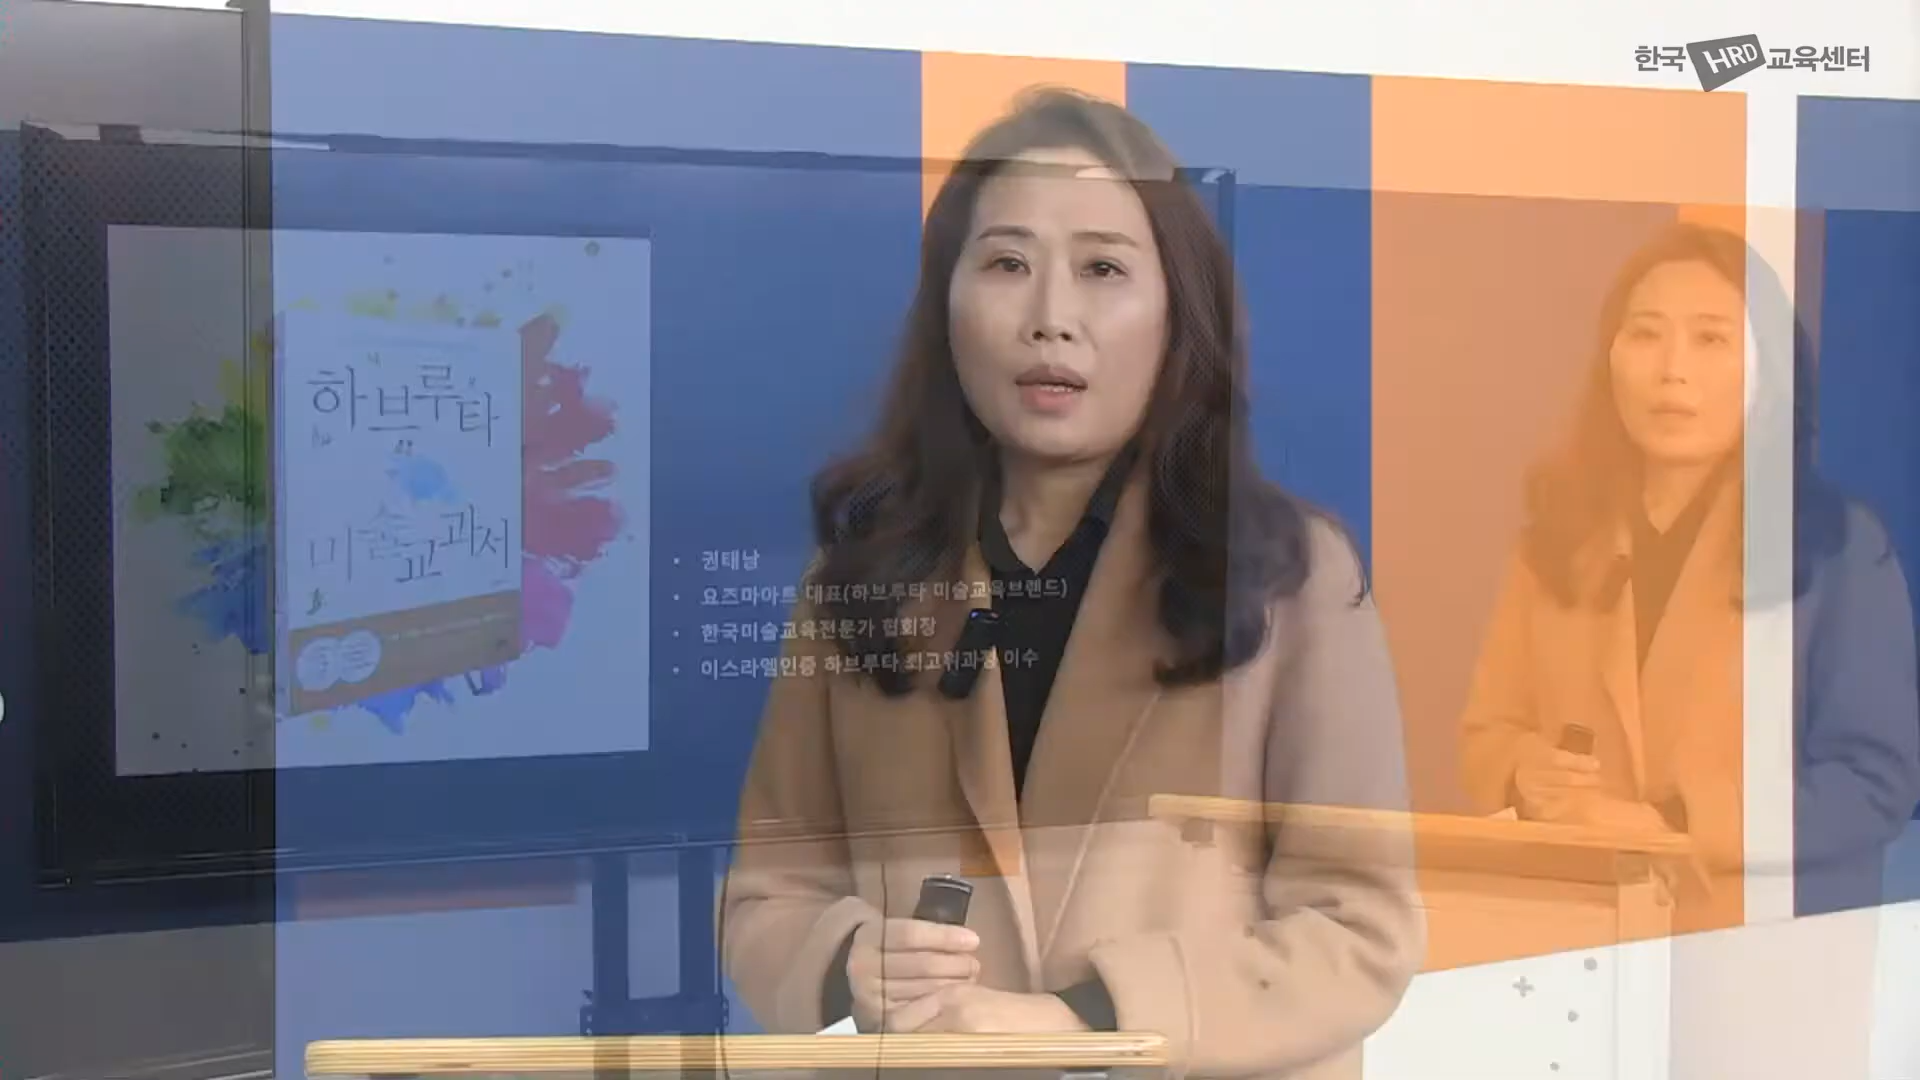 한국 HRD 교육센터
하브루타
미술교과서
권태남
요즈마아트 대표(하브루타 미술교육브랜드)
한국미술교육전문가 협회장
이스라엘인증 하브루타 최고위과정 이수